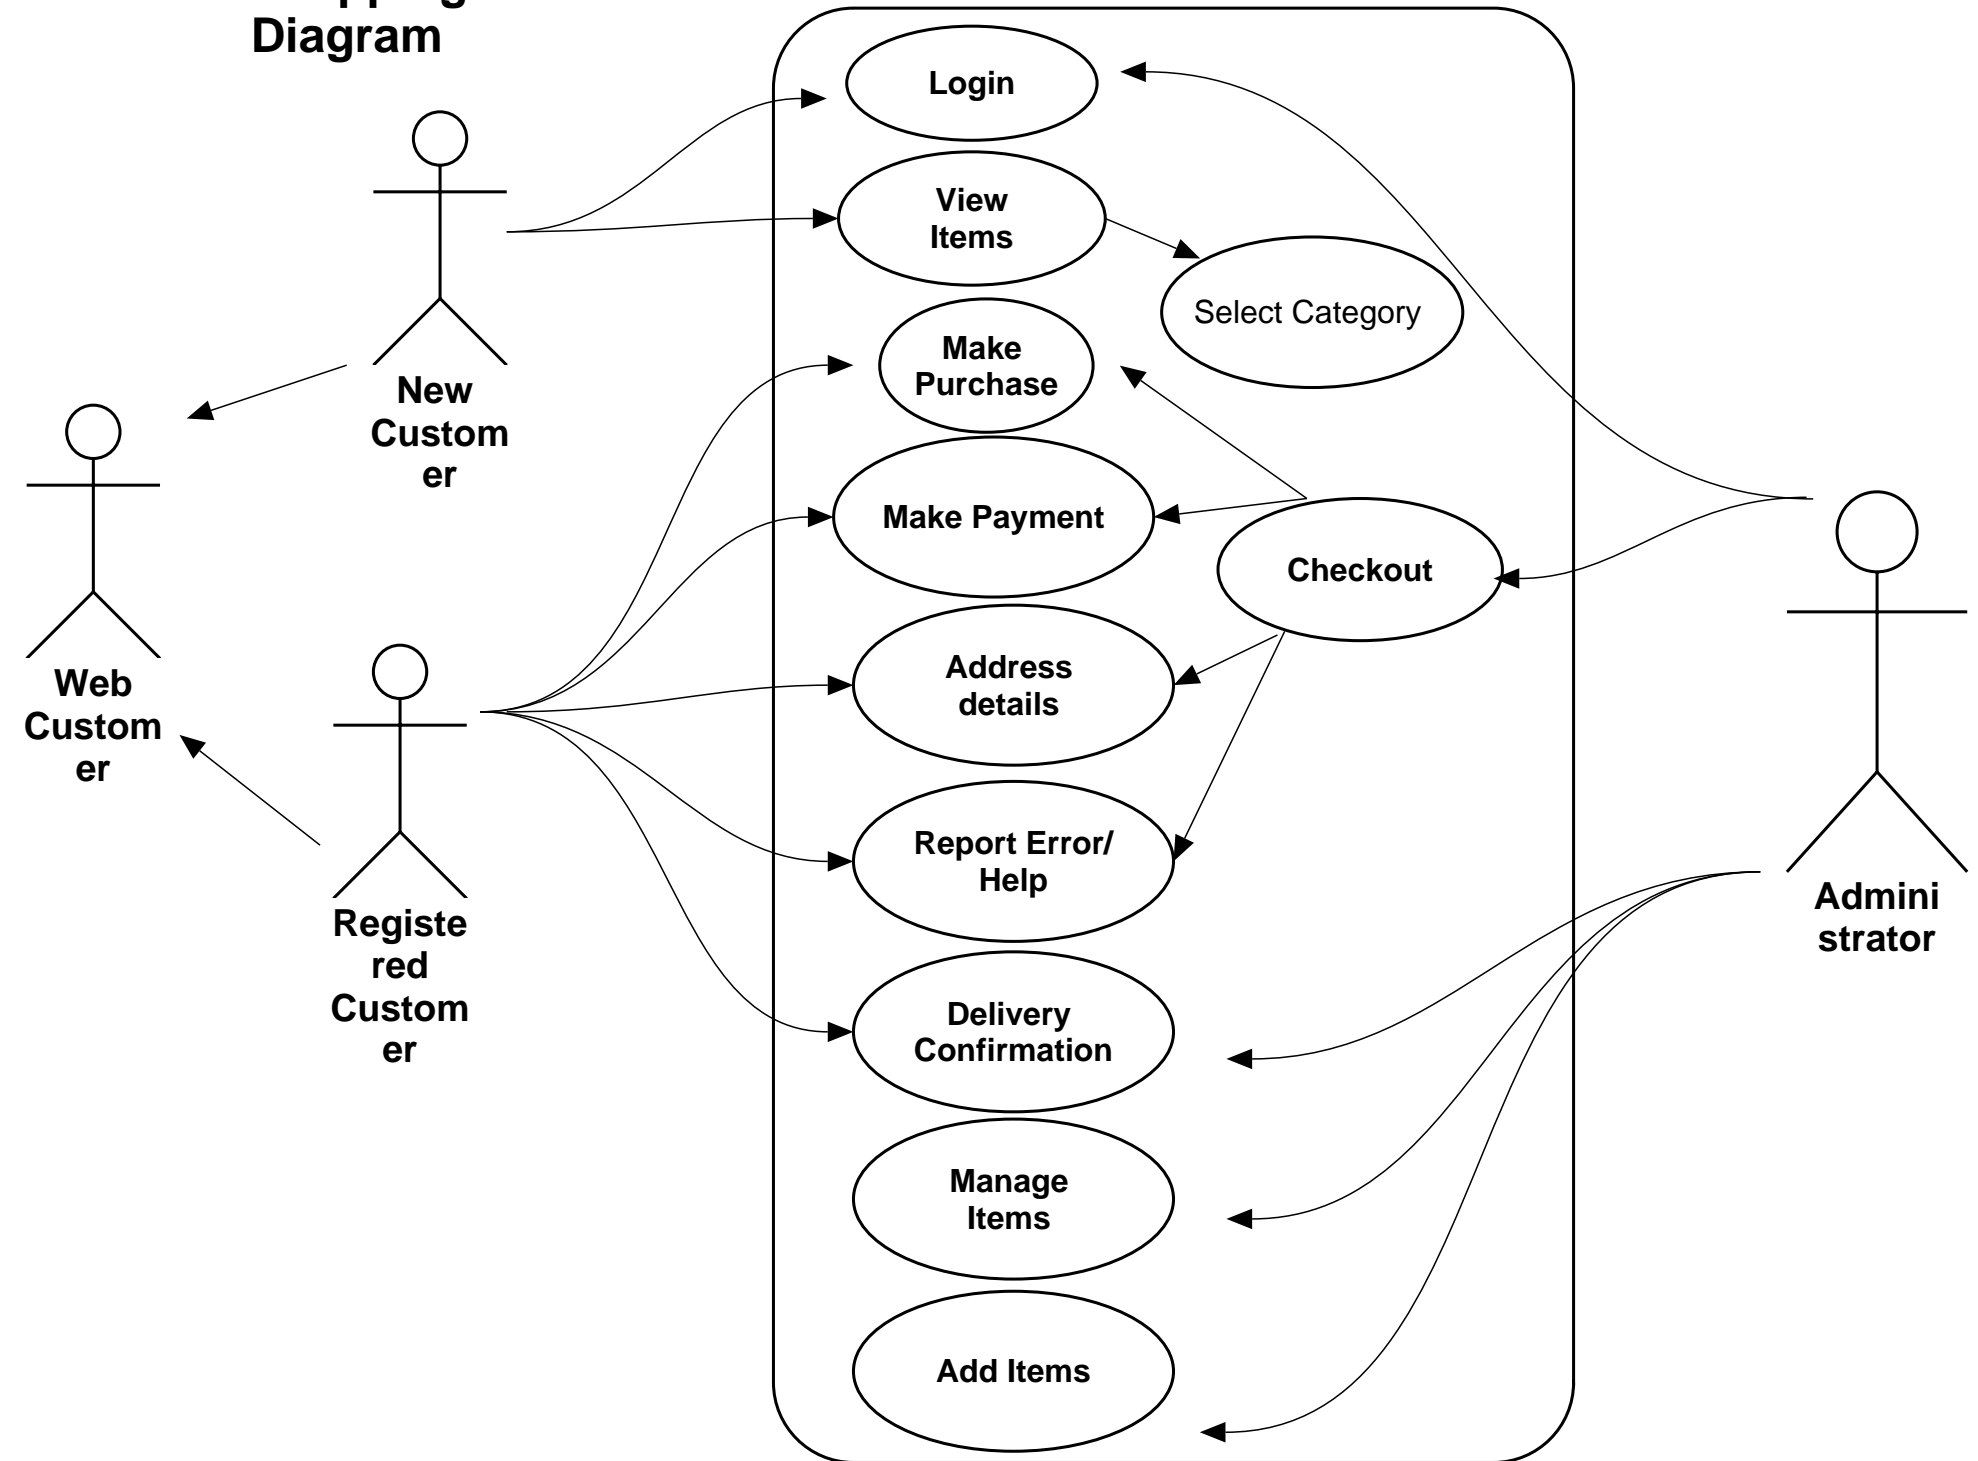 Diagram
Login
View
Items
Select Category
Make
Purchase
New
Custom
er
Make Payment
Checkout
Web
Custom
er
Address
details
Report Error/
Help
Registe
red
Custom
er
Admini
strator
Delivery
Confirmation
Manage
Items
Add Items